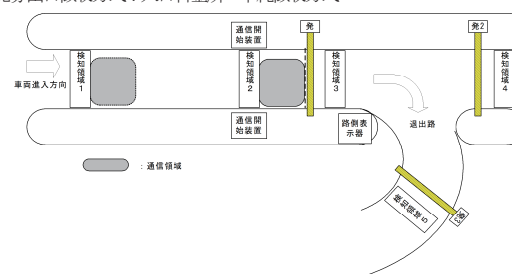 通信開
始装置
発
発2
検知領域1
検知領域2
検知領域3
検知領域4
車両進入方向
通信開
始装置
路側表
示器
退出路
：通信領域
検知領域5
発3